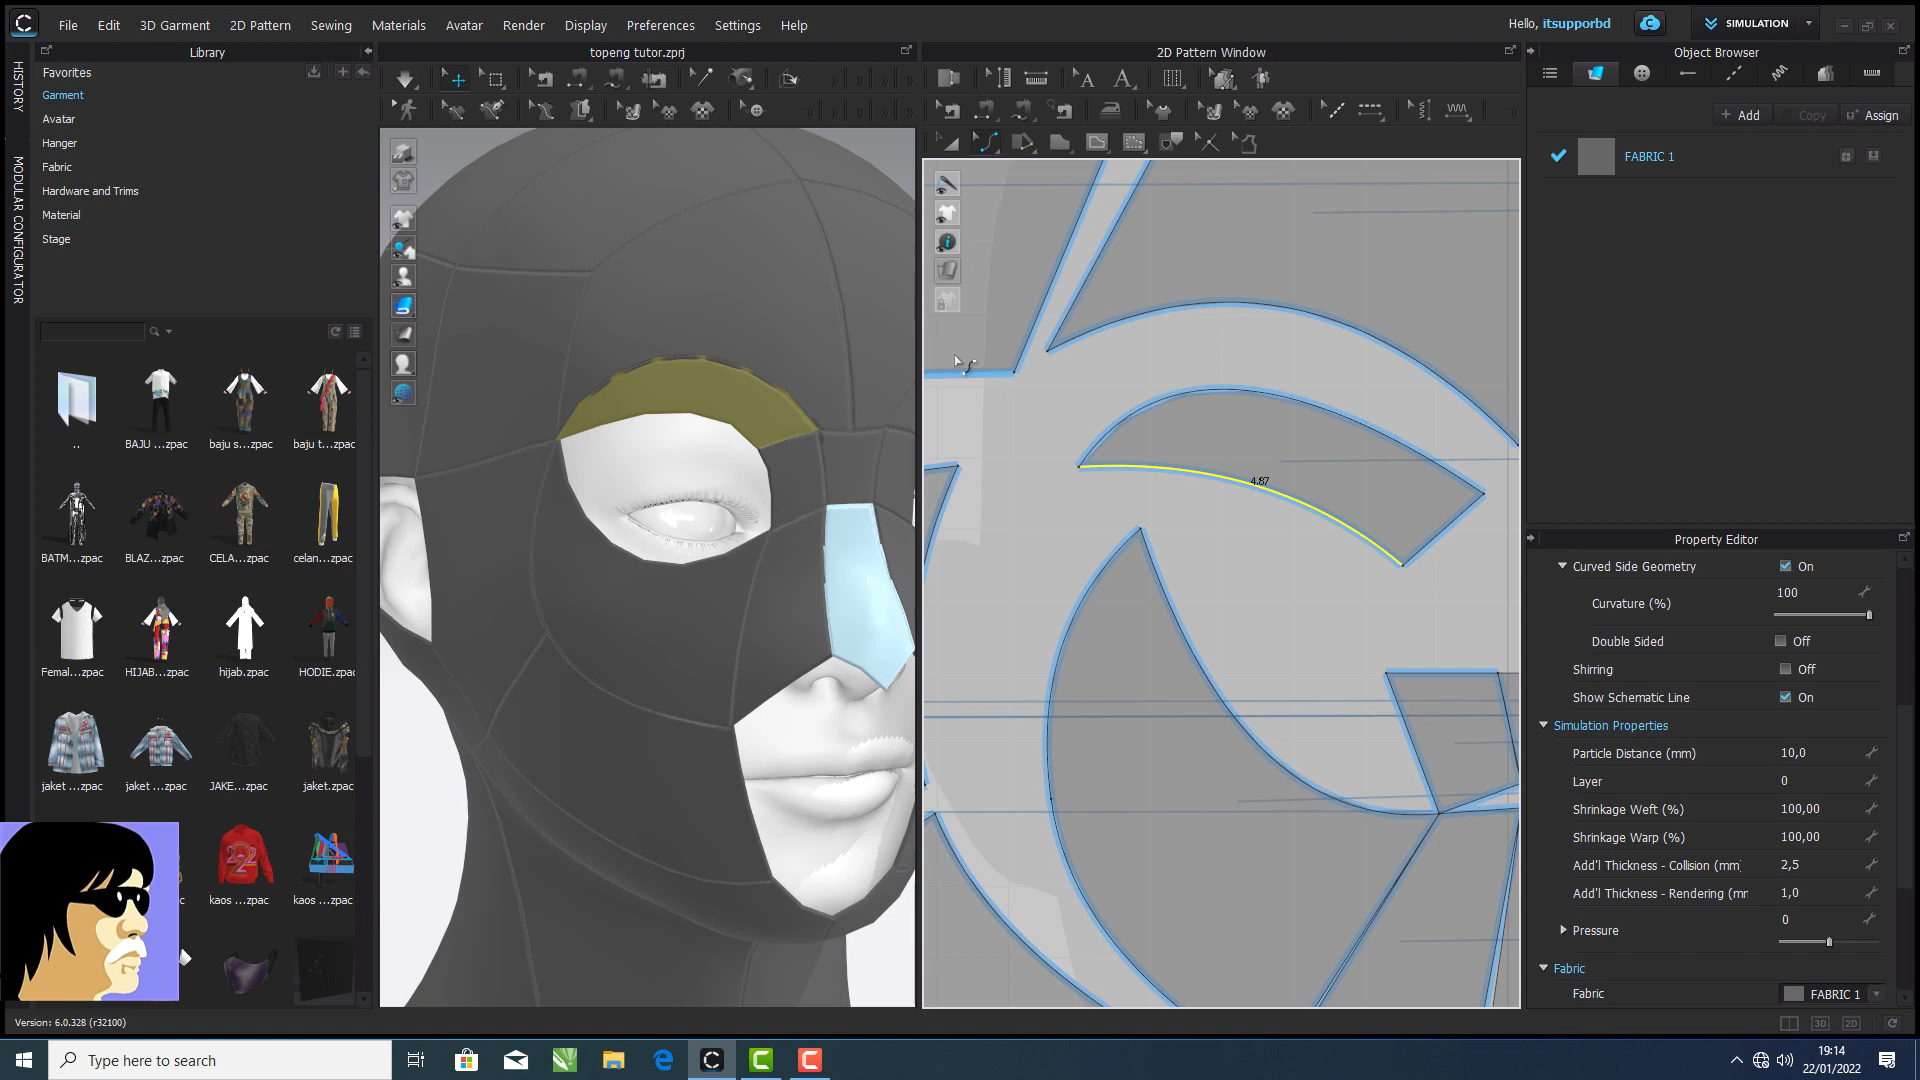 File
Edit
3D Garment
2D Pattern
Sewing
Materials
Avatar
Render
Display
Preferences
Settings
Help
Hello, itsupporbd
SIMULATION
Library
topeng tutor.zprj
2D Pattern Window
Object Browser
HISTORY
MODULAR CONFIGURATOR
Favorites
Garment
Avatar
Hanger
Fabric
Hardware and Trims
Material
Stage
..
BAJU ...zpac
baju s...zpac
baju t...zpac
BATM...zpac
BLAZ...zpac
CELA...zpac
celan...zpac
Femal...zpac
HIJAB...zpac
hijab.zpac
HODIE.zpac
jaket ...zpac
jaket ...zpac
JAKE...zpac
jaket.zpac
kaos ...zpac
kaos ...zpac
4.87
Add
Copy
Assign
FABRIC 1
Property Editor
Curved Side Geometry
On
Curvature (%)
100
Double Sided
Off
Shirring
Off
Show Schematic Line
On
Simulation Properties
Particle Distance (mm)
10,0
Layer
0
Shrinkage Weft (%)
100,00
Shrinkage Warp (%)
100,00
Add'l Thickness - Collision (mm)
2,5
Add'l Thickness - Rendering (mm
1,0
Pressure
0
Fabric
Fabric
FABRIC 1
3D
2D
Version: 6.0.328 (r32100)
Type here to search
19:14
22/01/2022